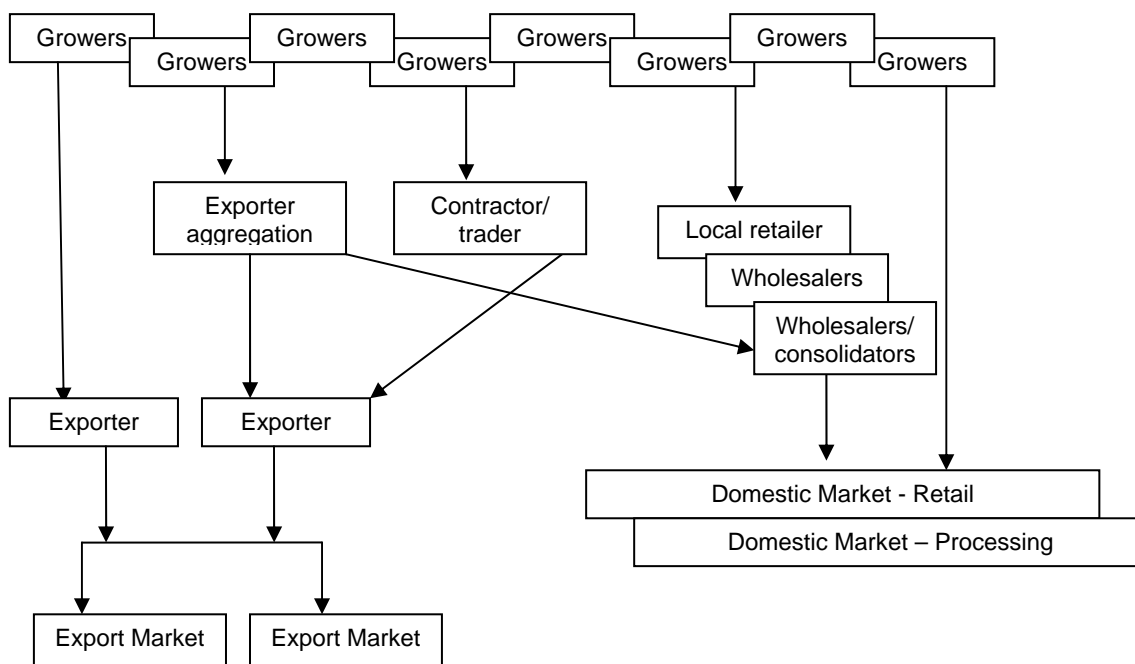 Growers
Growers
Growers
Growers
Growers
Growers
Growers
Growers
Exporter
aggregation
Contractor/
trader
Local retailer
Wholesalers
Wholesalers/
consolidators
Exporter
Exporter
Domestic Market - Retail
Domestic Market – Processing
Export Market
Export Market